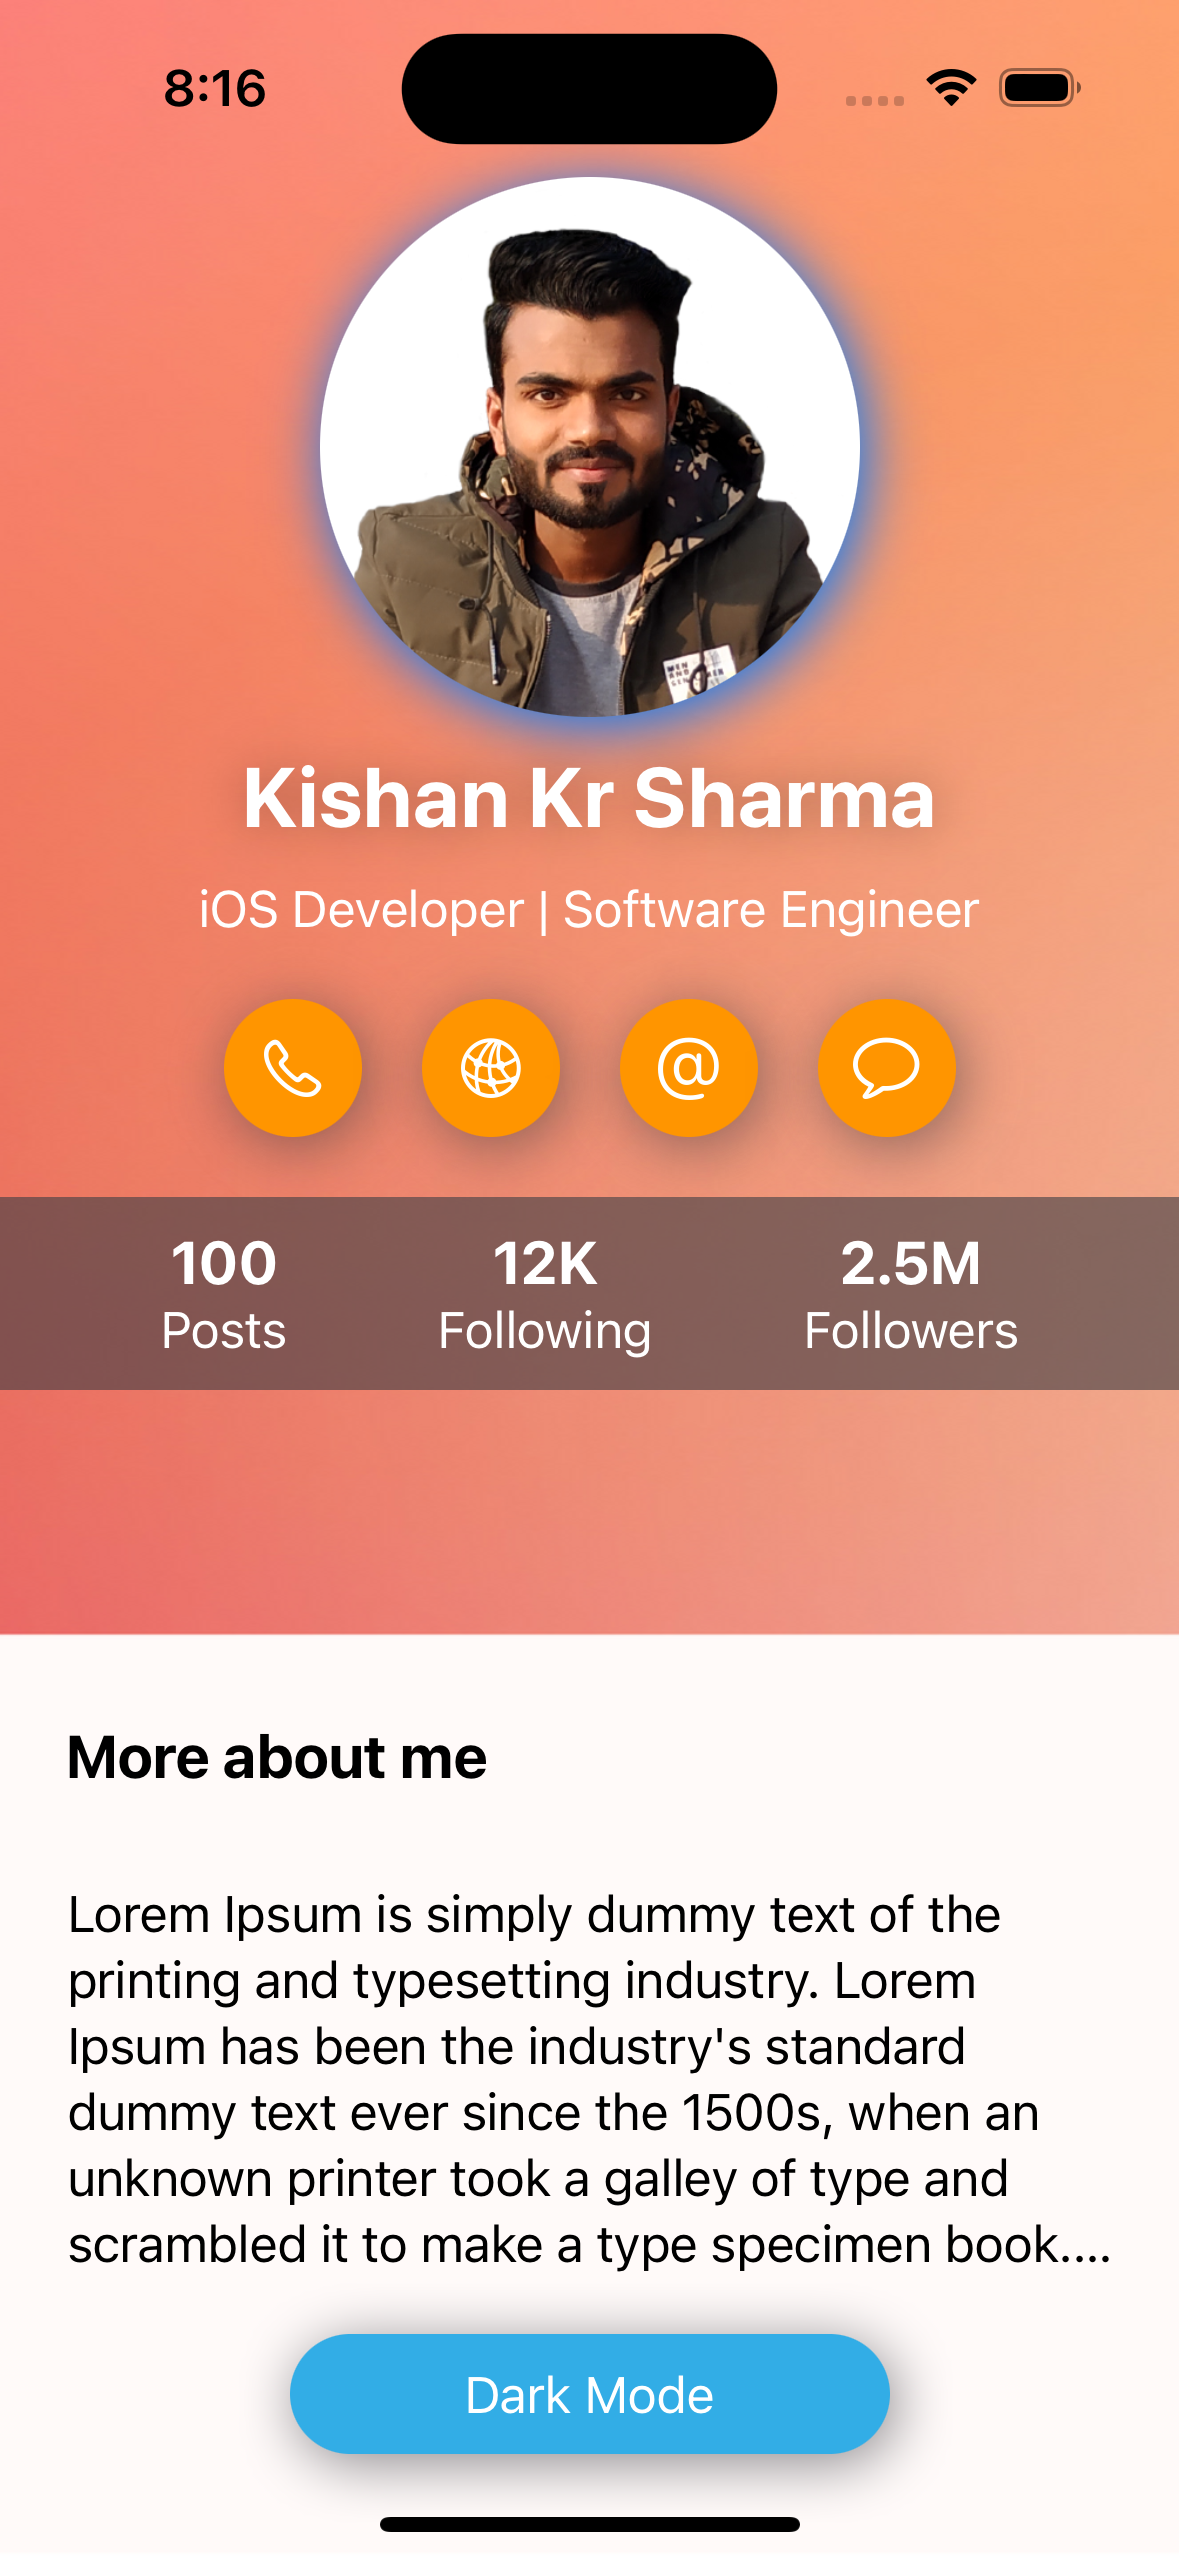 8:16
Kishan Kr Sharma
iOS Developer | Software Engineer
@
100 12K 2.5M
Posts Following Followers
More about me
Lorem Ipsum is simply dummy text of the
printing and typesetting industry. Lorem
Ipsum has been the industry's standard
dummy text ever since the 1500s, when an
unknown printer took a galley of type and
scrambled it to make a type specimen book....
Dark Mode